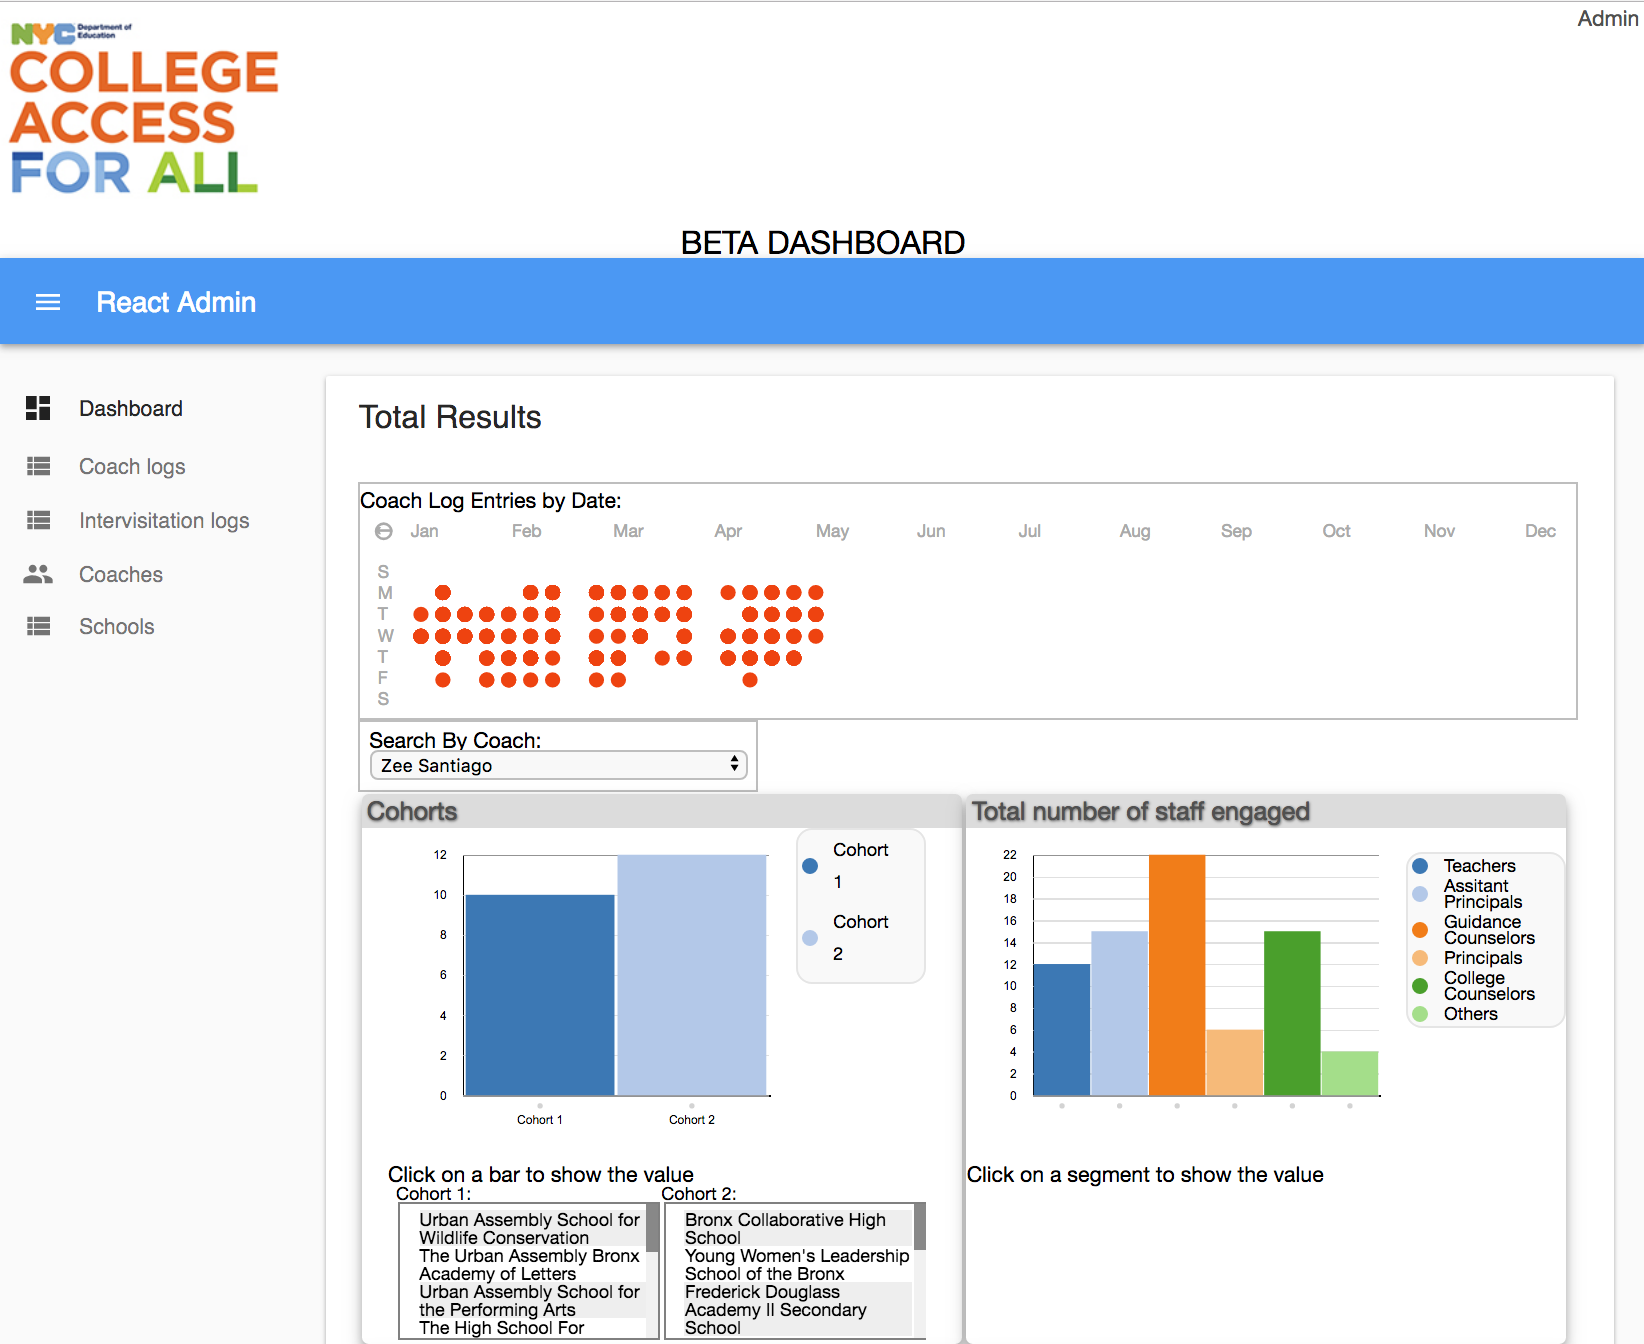 Admin
NYC Department of Education
COLLEGE
ACCESS
FOR ALL
BETA DASHBOARD
React Admin
Dashboard
Coach logs
Intervisitation logs
Coaches
Schools
Total Results
Coach Log Entries by Date:
Jan Feb Mar Apr May Jun Jul Aug Sep Oct Nov Dec
S
M
T
W
T
F
S
Search By Coach:
Zee Santiago
Cohorts
12
10
8
6
4
2
0
Cohort 1 Cohort 2
Cohort
1
Cohort
2
Click on a bar to show the value
Cohort 1:
Urban Assembly School for
Wildlife Conservation
The Urban Assembly Bronx
Academy of Letters
Urban Assembly School for
the Performing Arts
The High School For
Cohort 2:
Bronx Collaborative High
School
Young Women's Leadership
School of the Bronx
Frederick Douglass
Academy II Secondary
School
Total number of staff engaged
22
20
18
16
14
12
10
8
6
4
2
0
Teachers
Assitant
Principals
Guidance
Counselors
Principals
College
Counselors
Others
Click on a segment to show the value